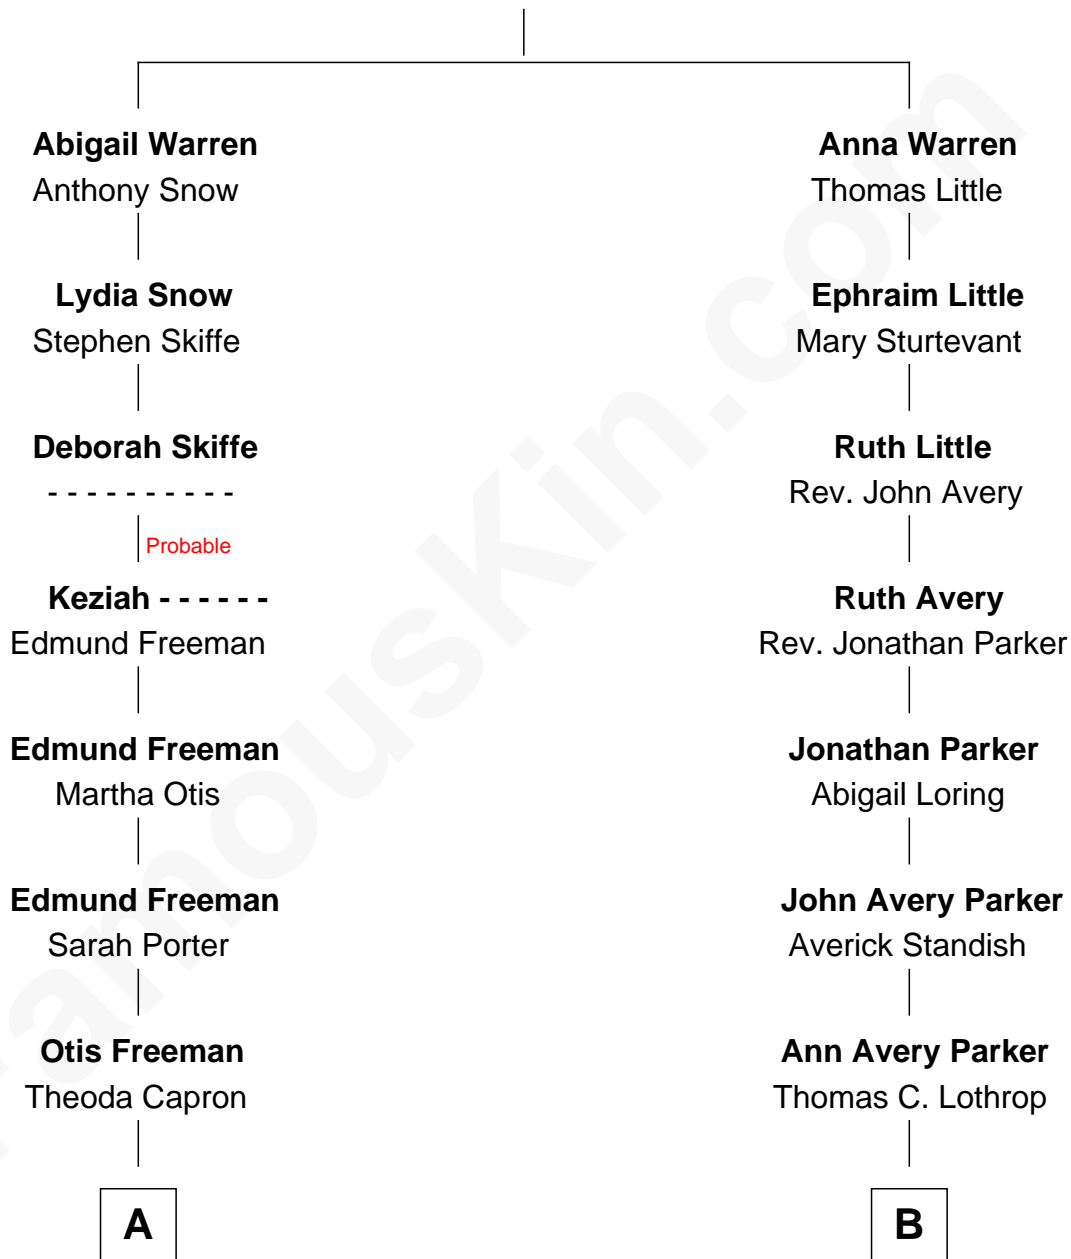 Abigail Warren
Anthony Snow
Lydia Snow
Stephen Skiffe
Deborah Skiffe
- - - - - - - - - -
Probable
Keziah - - - - - -
Edmund Freeman
Edmund Freeman
Martha Otis
Edmund Freeman
Sarah Porter
Otis Freeman
Theoda Capron
A
Anna Warren
Thomas Little
Ephraim Little
Mary Sturtevant
Ruth Little
Rev. John Avery
Ruth Avery
Rev. Jonathan Parker
Jonathan Parker
Abigail Loring
John Avery Parker
Averick Standish
Ann Avery Parker
Thomas C. Lothrop
B
FamousKin.com